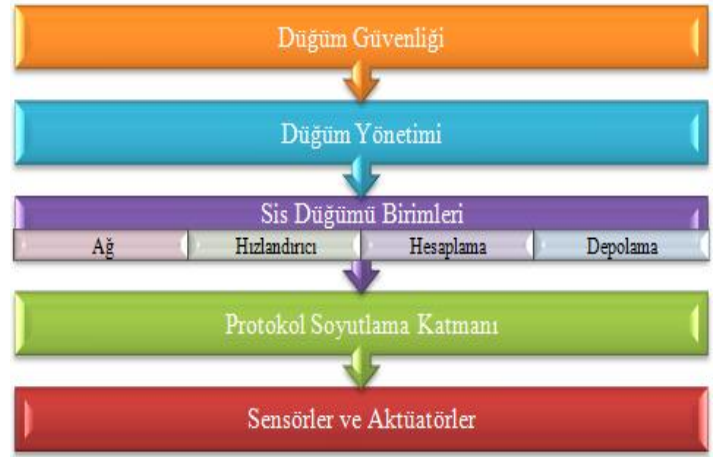 Düğüm Güvenliği
Düğüm Yönetimi
Sis Düğümü Birimleri
Ağ Hızlandırıcı Hesaplama Depolama
Protokol Soyutlama Katmanı
Sensörler ve Aktüatörler